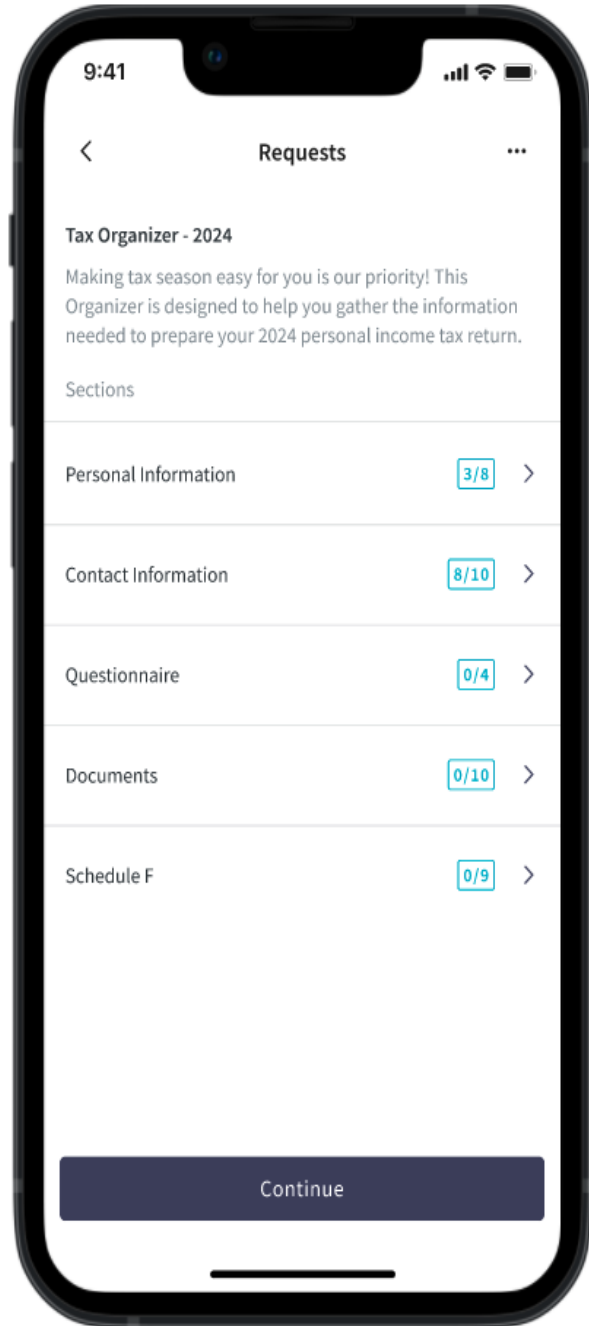 9:41
Requests
Tax Organizer - 2024
Making tax season easy for you is our priority! This
Organizer is designed to help you gather the information
needed to prepare your 2024 personal income tax return.
Sections
Personal Information 3/8
Contact Information 8/10
Questionnaire 0/4
Documents 0/10
Schedule F 0/9
Continue